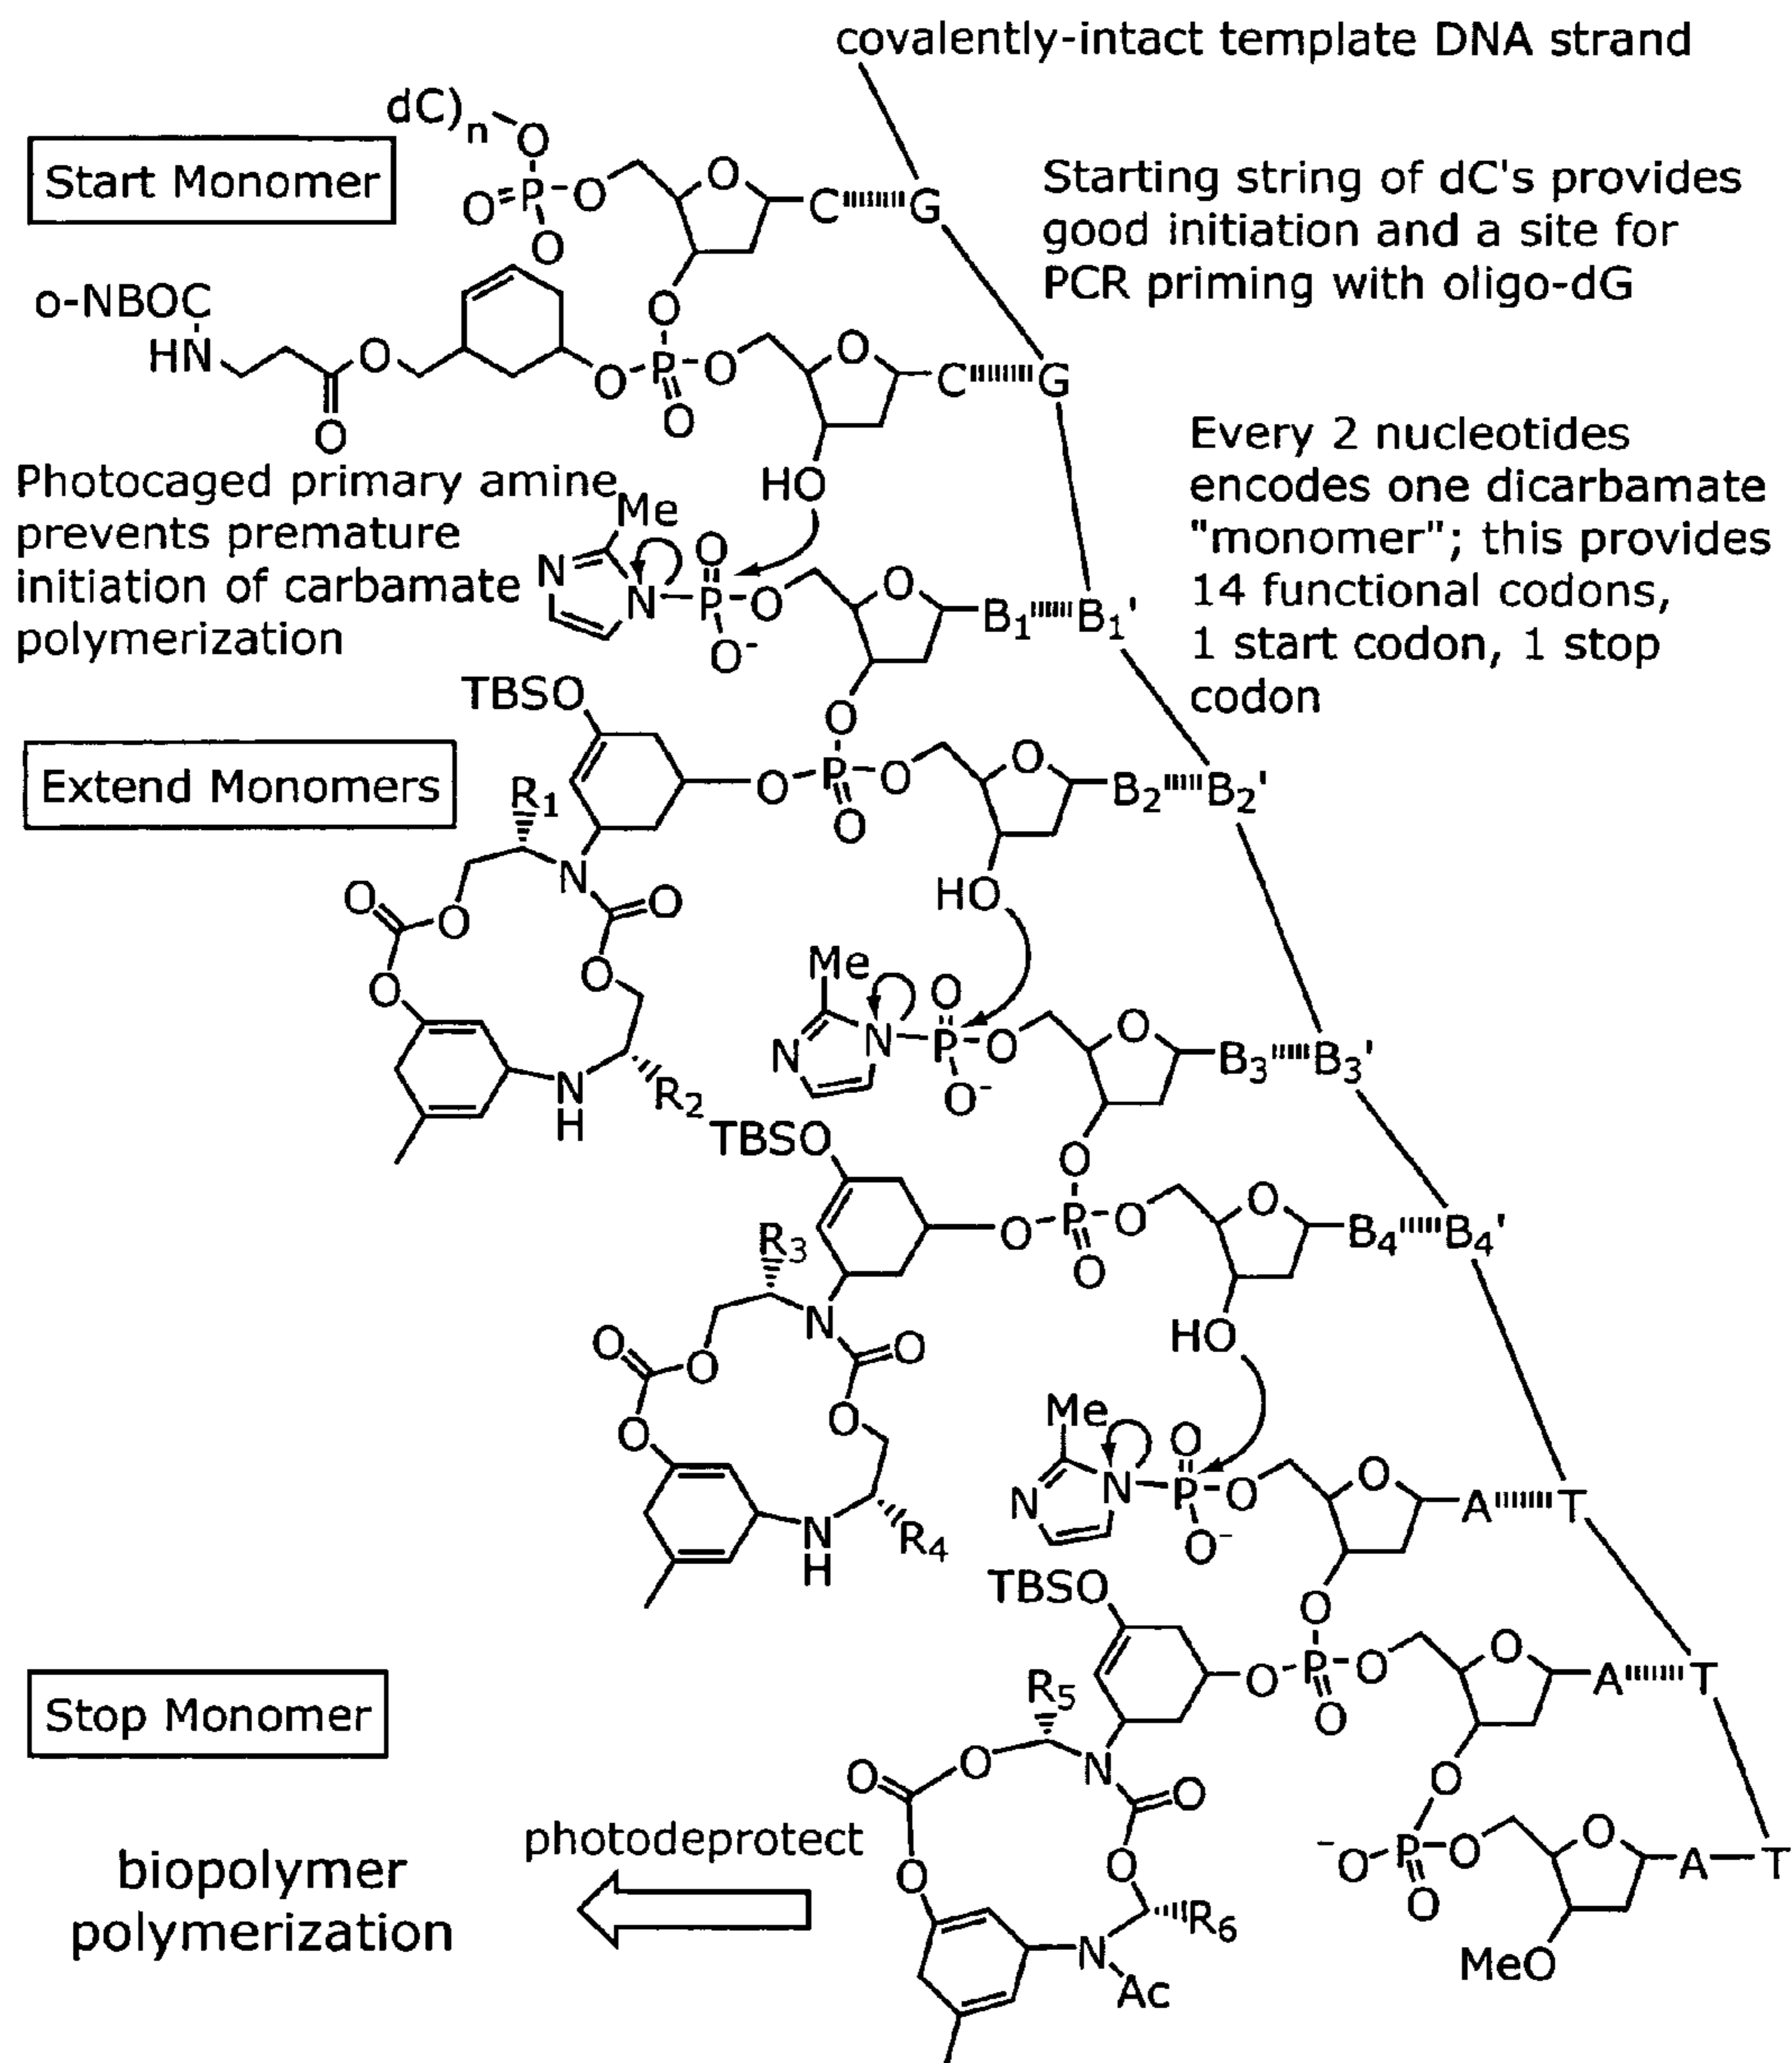 covalently-intact template DNA strand
dC)n
O
Start Monomer
O=P-O
O
C
G
O
Starting string of dC's provides
good initiation and a site for
PCR priming with oligo-dG
o-NBOC
HN
O
O
O
O
P-O
O
O
C
G
Photocaged primary amine
prevents premature
initiation of carbamate
polymerization
HO
Every 2 nucleotides
encodes one dicarbamate
"monomer"; this provides
14 functional codons,
1 start codon, 1 stop
codon
Me
N
N
O
P-O
O-
O
B1
B1'
TBSO
O
Extend Monomers
R1
O
P-O
O
O
B2
B2'
N
O
O
O
HO
O
O
Me
N
N
O
P-O
O-
O
B3
B3'
N
H
R2
TBSO
O
R3
O
P-O
O
O
B4
B4'
N
O
O
O
HO
O
O
Me
N
N
O
P-O
O-
O
A
T
N
H
R4
TBSO
O
Stop Monomer
R5
O
P-O
O
O
A
T
O
O
N
O
O
O
biopolymer
polymerization
photodeprotect
O
R6
N
Ac
-O
P-O
O
O
A
T
MeO